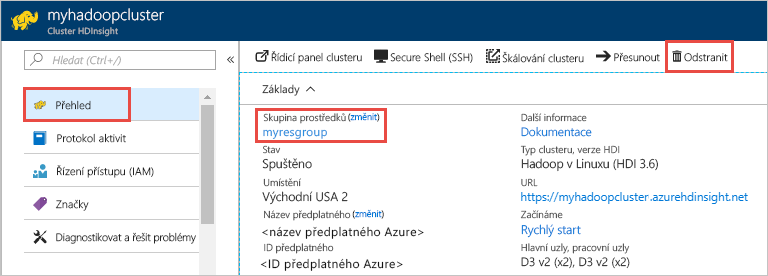 myhadoopcluster
Cluster HDInsight
Hledat (Ctrl+/)
«
Přehled
Protokol aktivit
Řízení přístupu (IAM)
Značky
Diagnostikovat a řešit problémy
Řídicí panel clusteru
Secure Shell (SSH)
Škálování clusteru
Přesunout
Odstranit
Základy
Skupina prostředků (změnit)
myresgroup
Stav
Spuštěno
Umístění
Východní USA 2
Název předplatného (změnit)
<název předplatného Azure>
ID předplatného
<ID předplatného Azure>
Další informace
Dokumentace
Typ clusteru, verze HDI
Hadoop v Linuxu (HDI 3.6)
URL
https://myhadoopcluster.azurehdinsight.net
Začínáme
Rychlý start
Hlavní uzly, pracovní uzly
D3 v2 (x2), D3 v2 (x2)